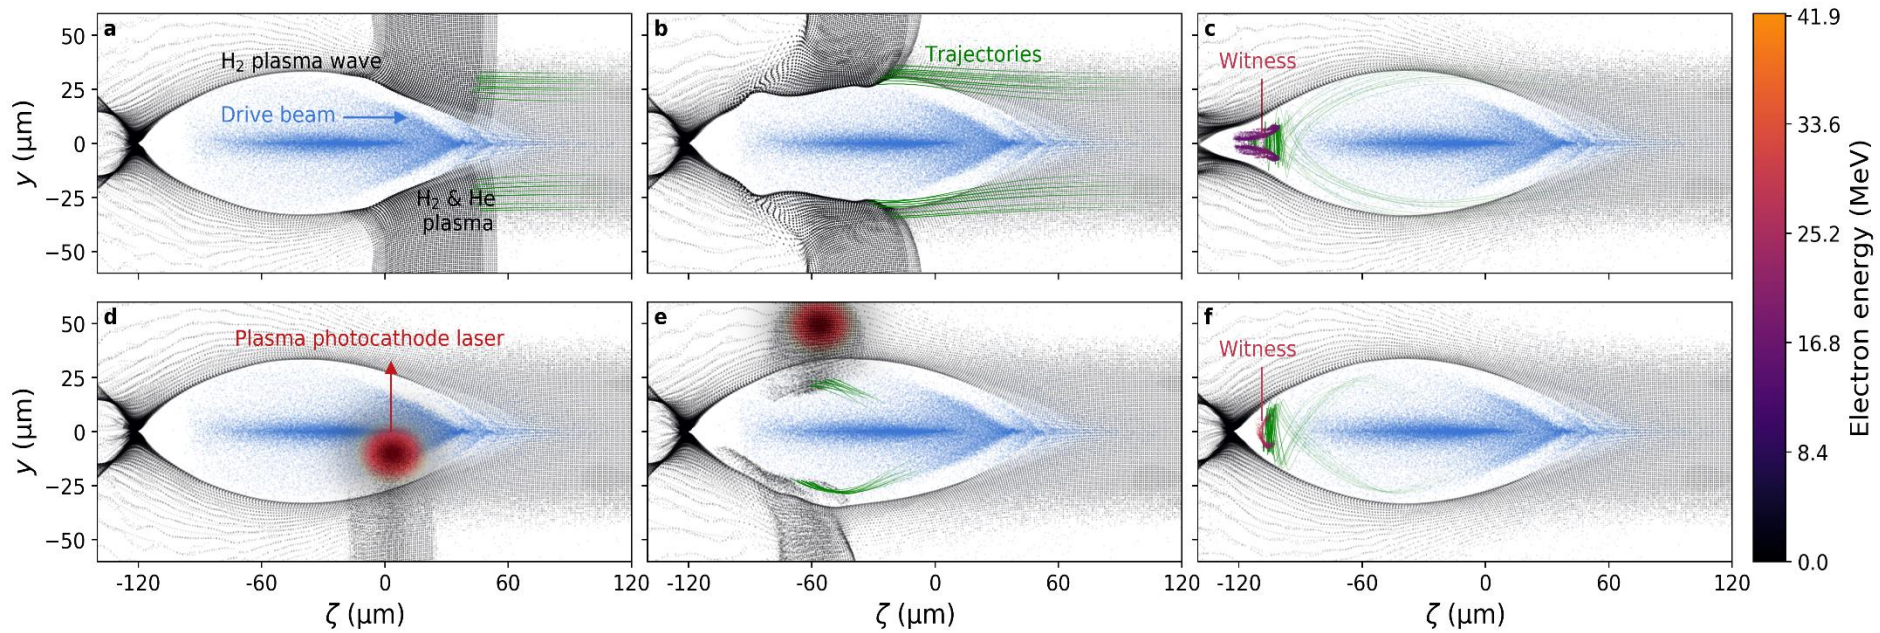 a
b
c
d
e
f
H₂ plasma wave
Drive beam
H₂ & He
plasma
Trajectories
Witness
Plasma photocathode laser
Witness
y (μm)
50
25
0
−25
−50
y (μm)
50
25
0
−25
−50
-120
-60
0
60
120
ζ (μm)
-120
-60
0
60
120
ζ (μm)
-120
-60
0
60
120
ζ (μm)
41.9
33.6
25.2
16.8
8.4
0.0
Electron energy (MeV)